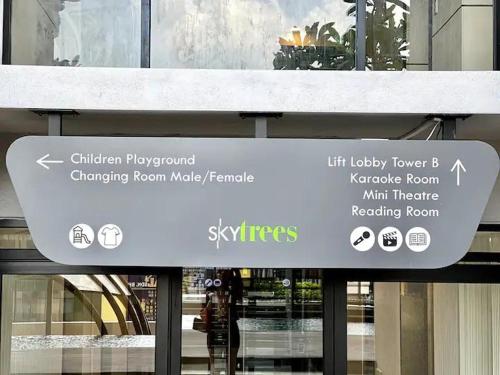 Children Playground
Changing Room Male/Female
Lift Lobby Tower B
Karaoke Room
Mini Theatre
Reading Room
skytrees